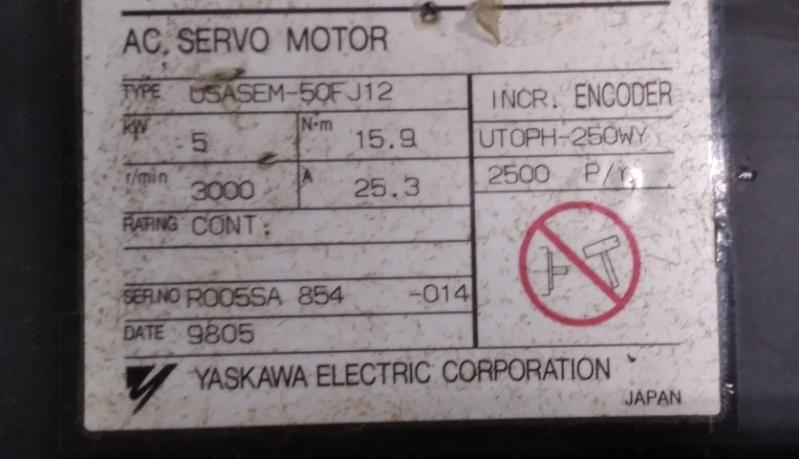 AC SERVO MOTOR
TYPE USASEM-50FJ12
kW 5 N·m 15.9
r/min 3000 A 25.3
RATING CONT.
SER.NO R005SA 854 -014
DATE 9805
INCR. ENCODER
UTOPH-250WY
2500 P/r
YASKAWA ELECTRIC CORPORATION
JAPAN